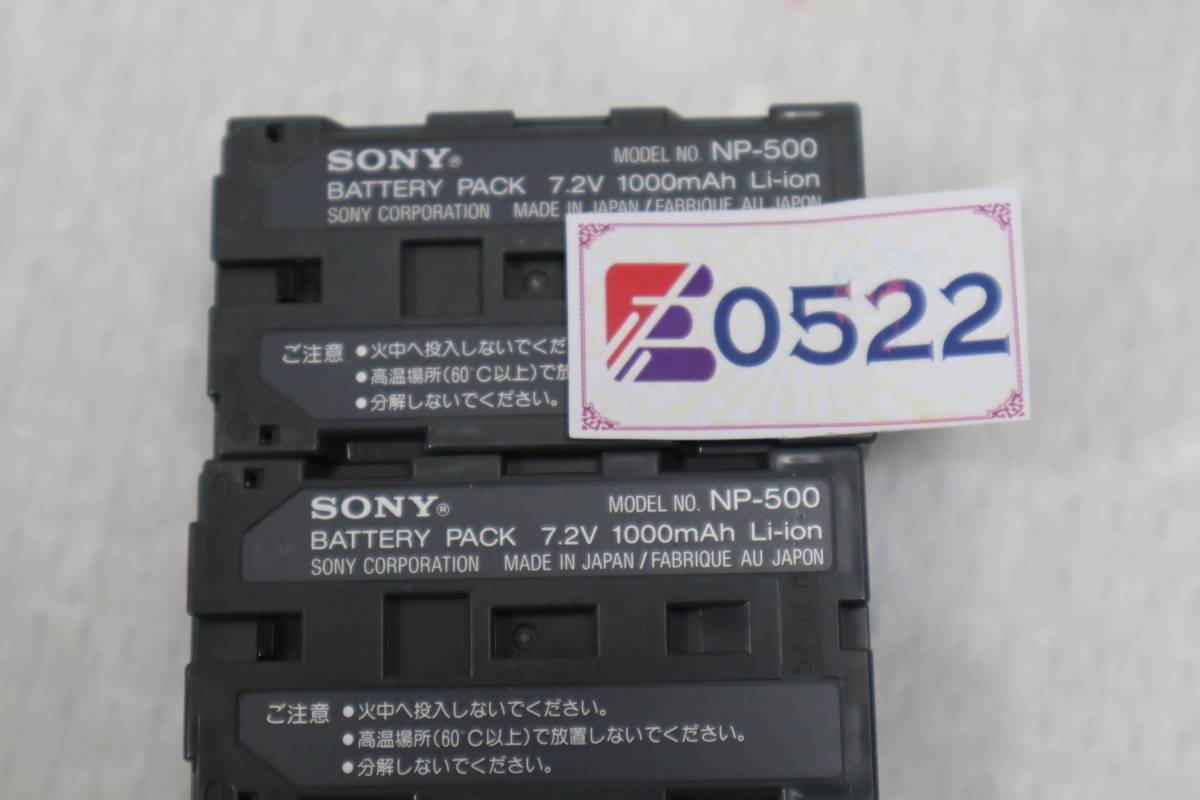 SONY®
MODEL NO. NP-500
BATTERY PACK 7.2V 1000mAh Li-ion
SONY CORPORATION MADE IN JAPAN / FABRIQUE AU JAPON
ご注意 ●火中へ投入しないでくだ
●高温場所(60℃以上)で放
●分解しないでください。
E0522
SONY®
MODEL NO. NP-500
BATTERY PACK 7.2V 1000mAh Li-ion
SONY CORPORATION MADE IN JAPAN / FABRIQUE AU JAPON
ご注意 ●火中へ投入しないでください。
●高温場所(60℃以上)で放置しないでください。
●分解しないでください。